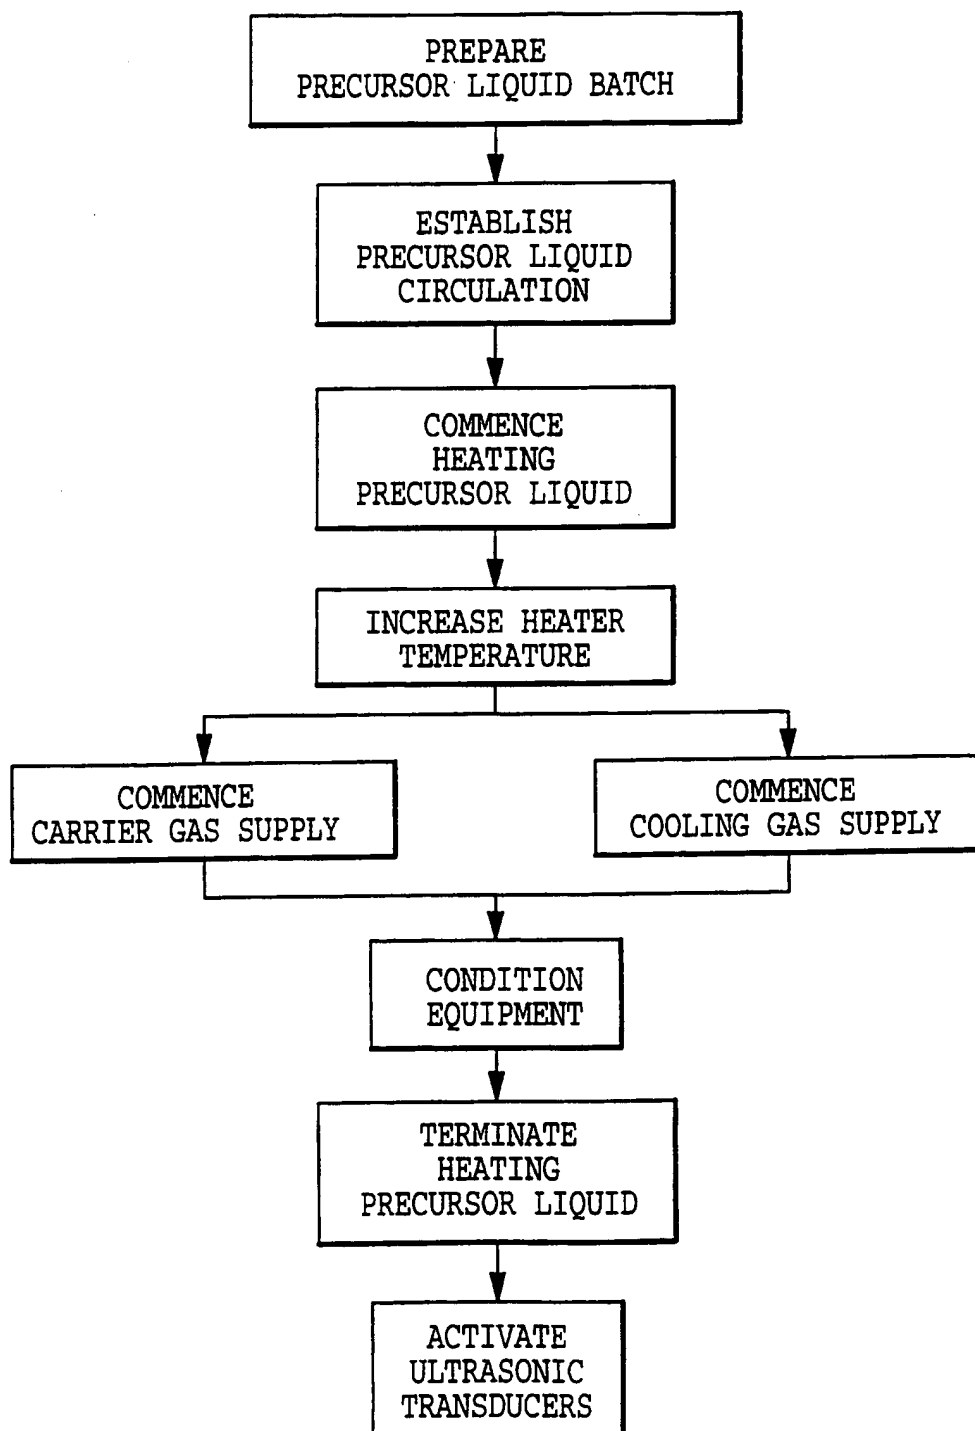 PREPARE
PRECURSOR LIQUID BATCH
ESTABLISH
PRECURSOR LIQUID
CIRCULATION
COMMENCE
HEATING
PRECURSOR LIQUID
INCREASE HEATER
TEMPERATURE
COMMENCE
CARRIER GAS SUPPLY
COMMENCE
COOLING GAS SUPPLY
CONDITION
EQUIPMENT
TERMINATE
HEATING
PRECURSOR LIQUID
ACTIVATE
ULTRASONIC
TRANSDUCERS